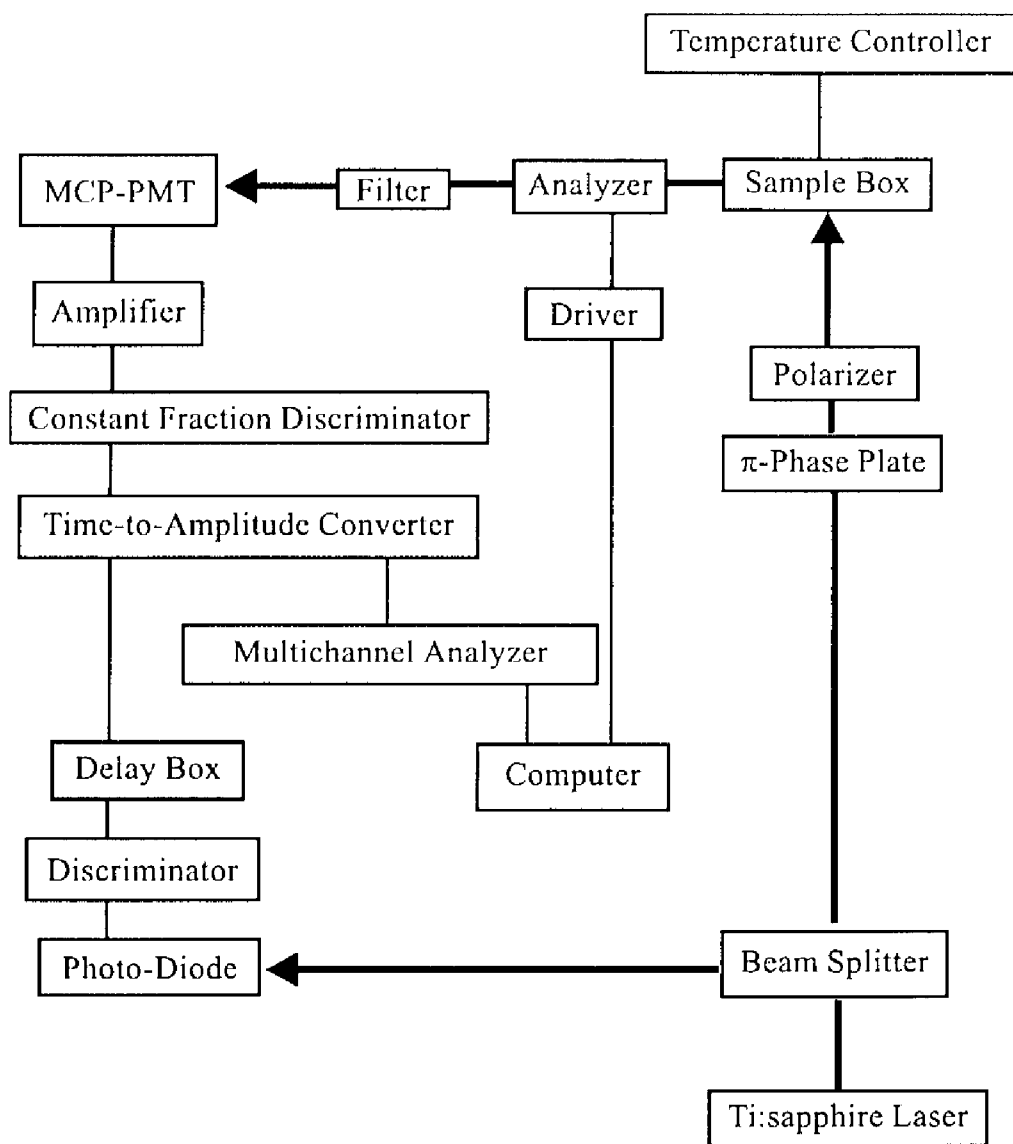 Temperature Controller
MCP-PMT
Filter
Analyzer
Sample Box
Amplifier
Driver
Polarizer
Constant Fraction Discriminator
π-Phase Plate
Time-to-Amplitude Converter
Multichannel Analyzer
Delay Box
Computer
Discriminator
Photo-Diode
Beam Splitter
Ti:sapphire Laser